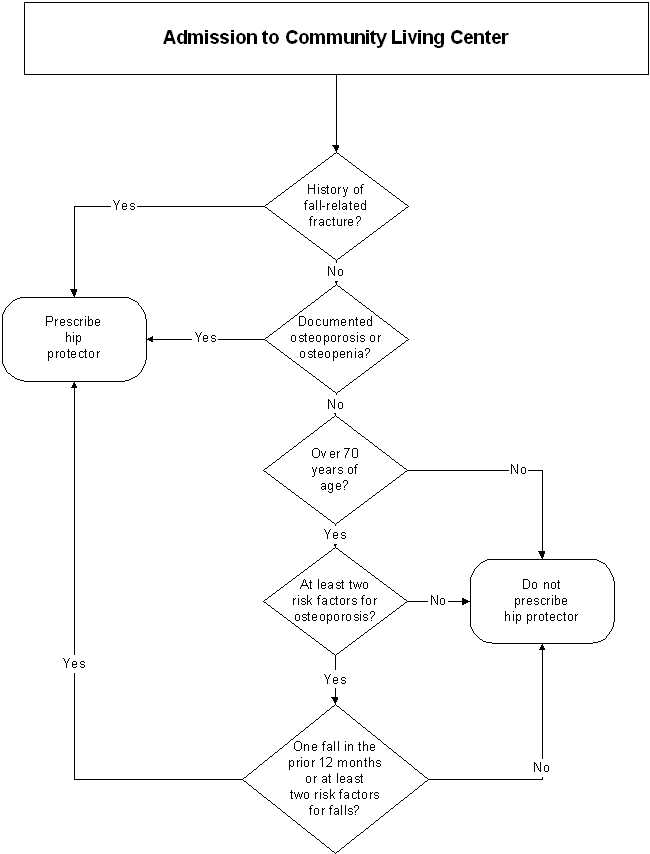 Admission to Community Living Center
History of
fall-related
fracture?
Yes
No
Prescribe
hip
protector
Documented
osteoporosis or
osteopenia?
Yes
No
Over 70
years of
age?
No
Yes
At least two
risk factors for
osteoporosis?
No
Do not
prescribe
hip protector
Yes
Yes
One fall in the
prior 12 months
or at least
two risk factors
for falls?
No